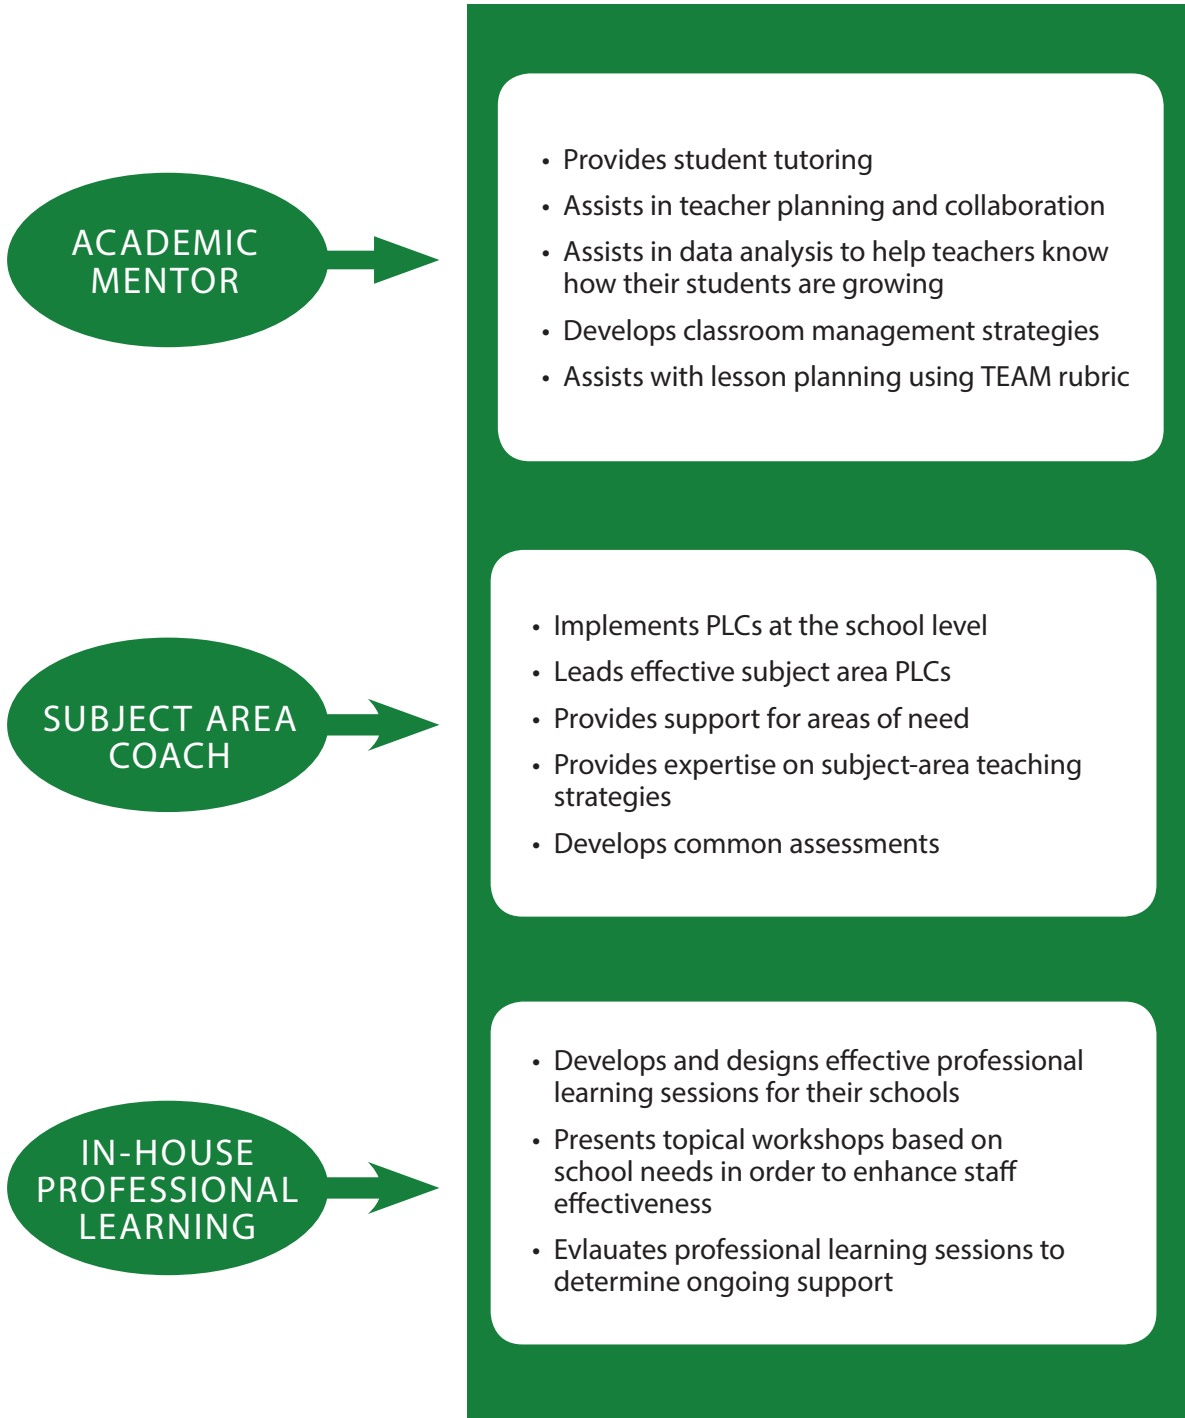 ACADEMIC
MENTOR
• Provides student tutoring
• Assists in teacher planning and collaboration
• Assists in data analysis to help teachers know
how their students are growing
• Develops classroom management strategies
• Assists with lesson planning using TEAM rubric
SUBJECT AREA
COACH
• Implements PLCs at the school level
• Leads effective subject area PLCs
• Provides support for areas of need
• Provides expertise on subject-area teaching
strategies
• Develops common assessments
IN-HOUSE
PROFESSIONAL
LEARNING
• Develops and designs effective professional
learning sessions for their schools
• Presents topical workshops based on
school needs in order to enhance staff
effectiveness
• Evlauates professional learning sessions to
determine ongoing support